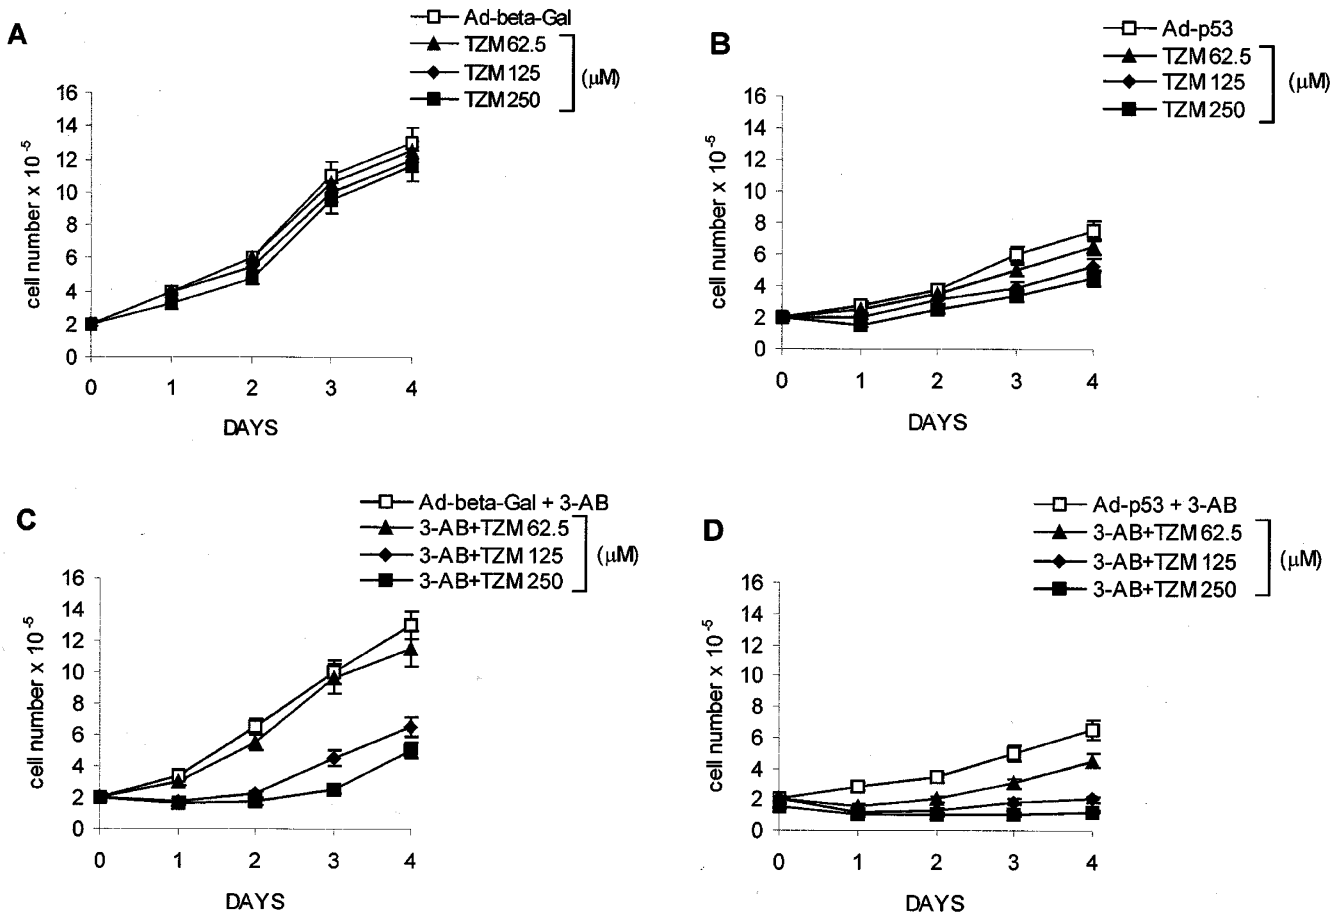 A
Ad-beta-Gal
TZM 62.5
TZM 125
TZM 250
(μM)
16
14
12
10
8
6
4
2
0
cell number x 10-5
0 1 2 3 4
DAYS
B
Ad-p53
TZM 62.5
TZM 125
TZM 250
(μM)
16
14
12
10
8
6
4
2
0
cell number x 10-5
0 1 2 3 4
DAYS
C
Ad-beta-Gal + 3-AB
3-AB+TZM 62.5
3-AB+TZM 125
3-AB+TZM 250
(μM)
16
14
12
10
8
6
4
2
0
cell number x 10-5
0 1 2 3 4
DAYS
D
Ad-p53 + 3-AB
3-AB+TZM 62.5
3-AB+TZM 125
3-AB+TZM 250
(μM)
16
14
12
10
8
6
4
2
0
cell number x 10-5
0 1 2 3 4
DAYS